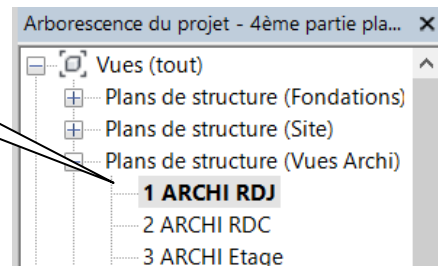 Arborescence du projet - 4ème partie pla...
Vues (tout)
Plans de structure (Fondations)
Plans de structure (Site)
Plans de structure (Vues Archi)
1 ARCHI RDJ
2 ARCHI RDC
3 ARCHI Etage